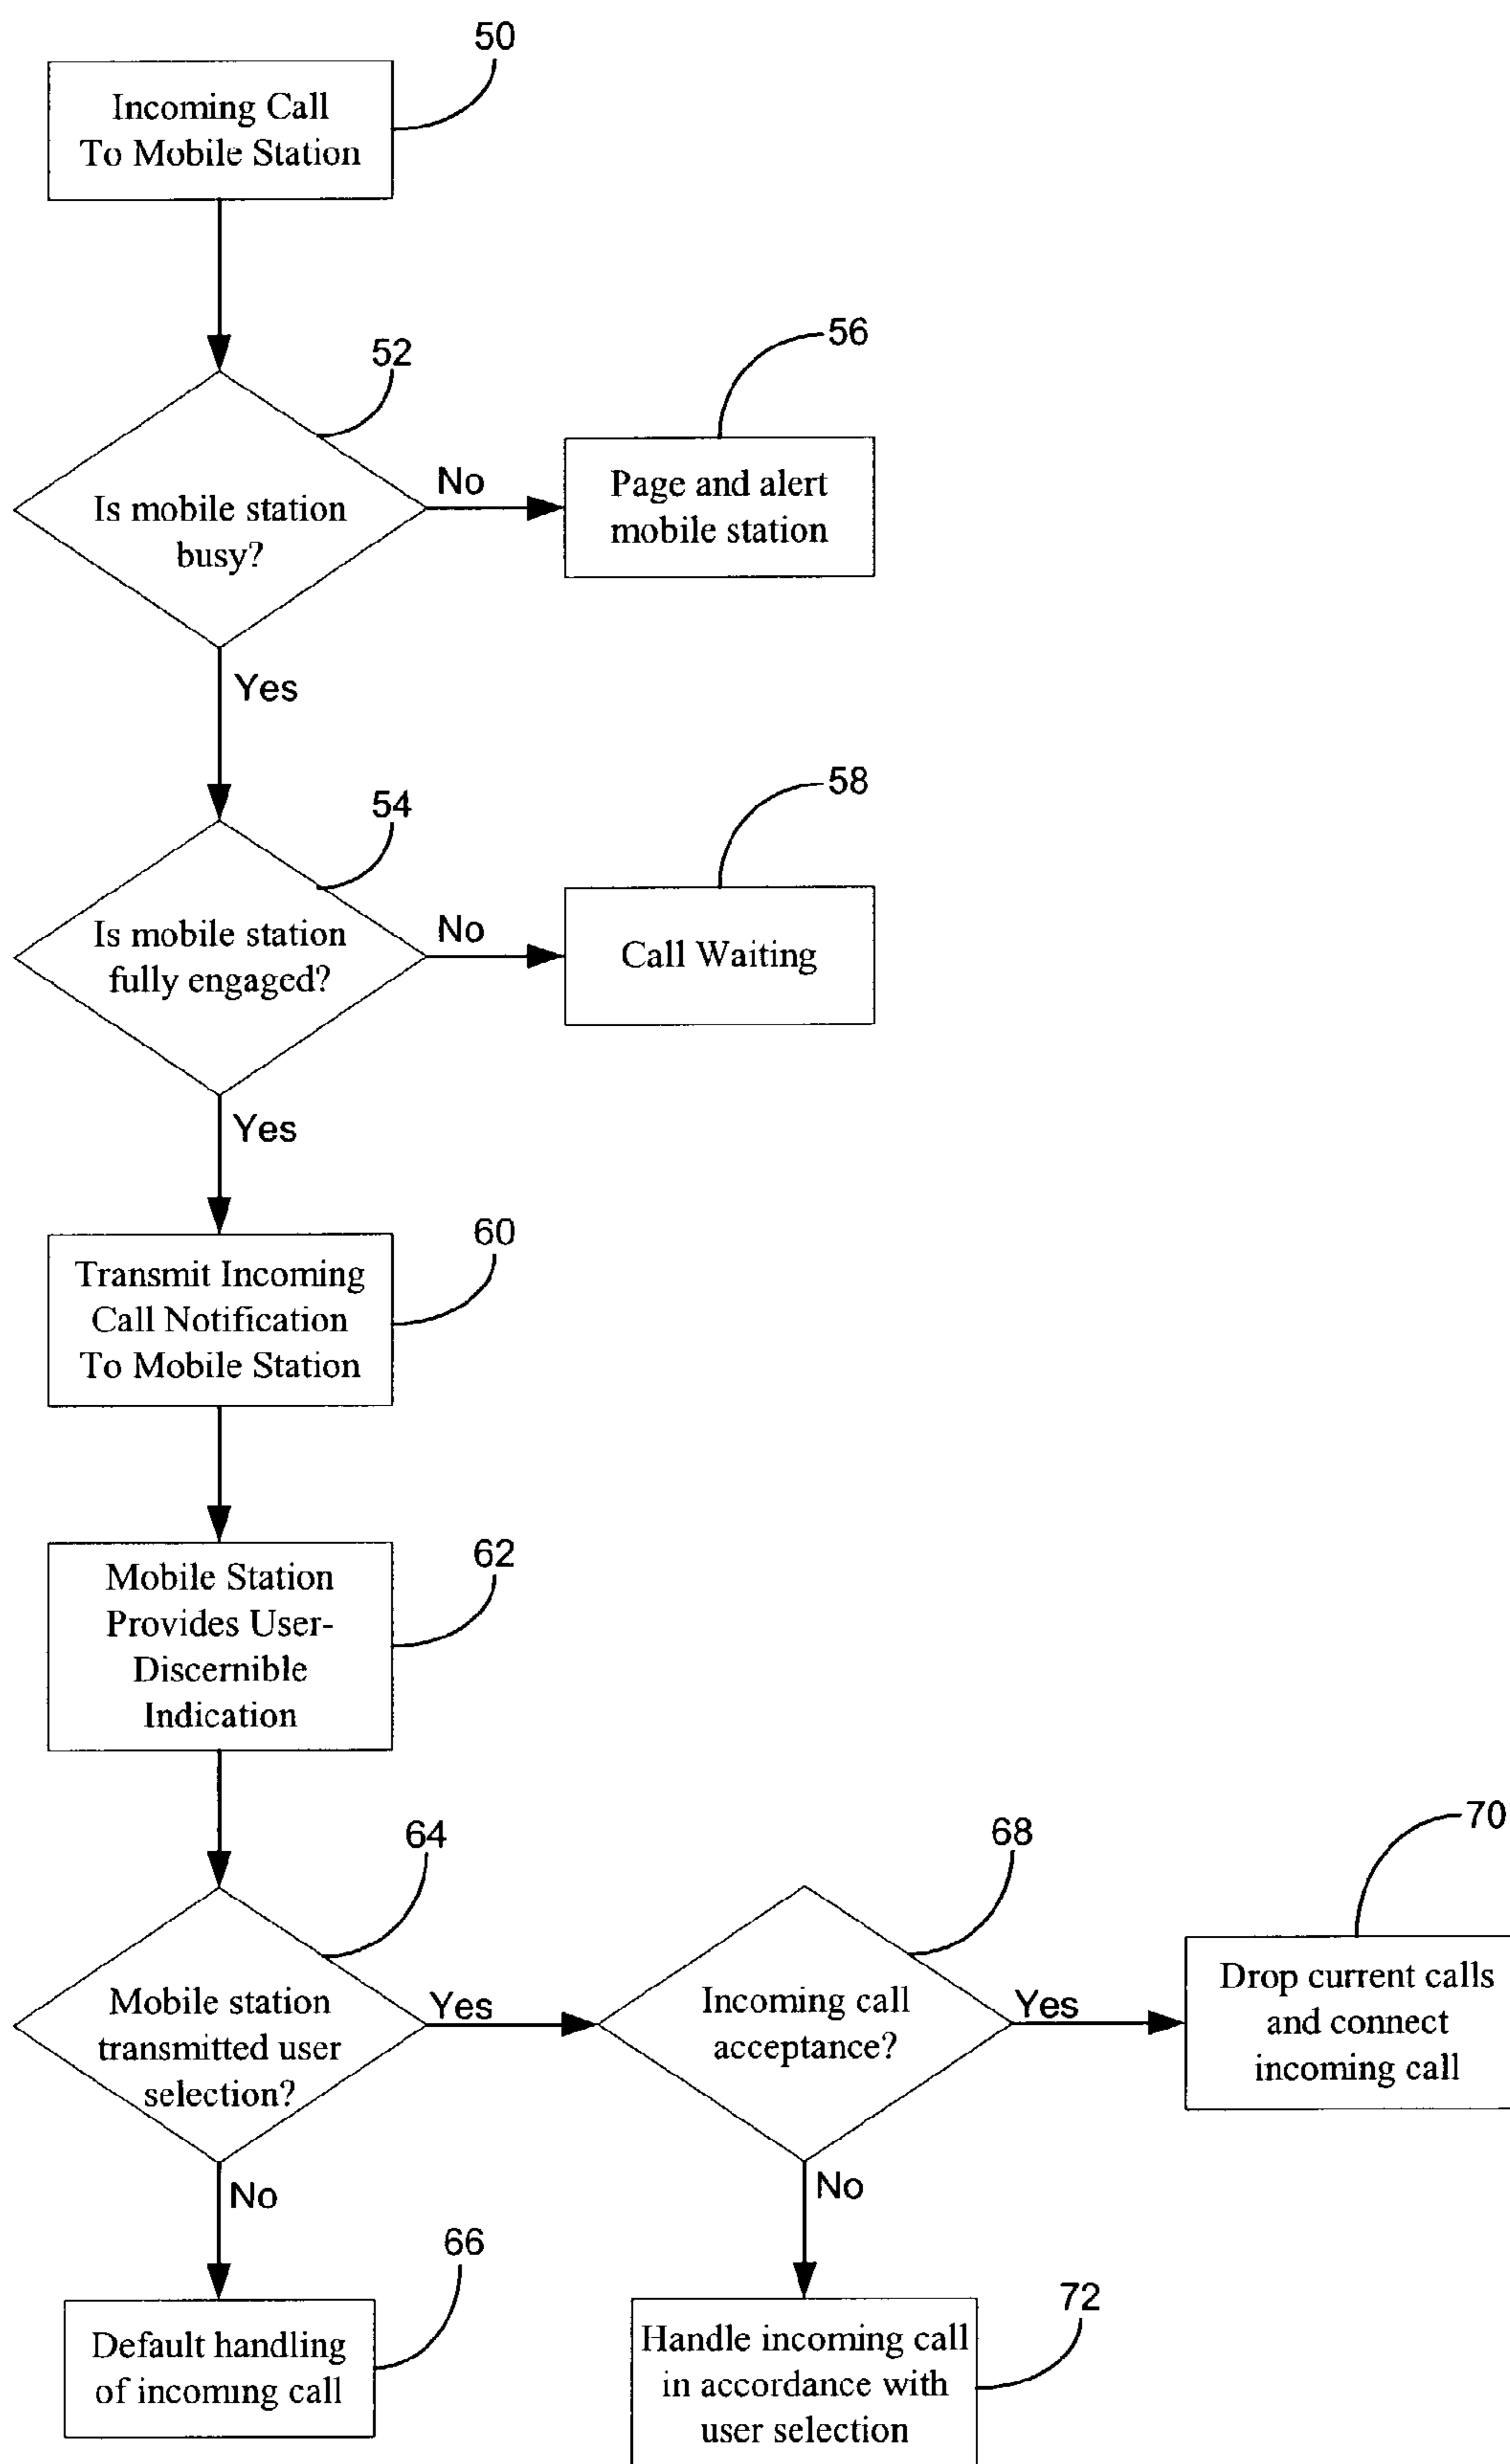 50
Incoming Call
To Mobile Station
52
Is mobile station
busy?
No
56
Page and alert
mobile station
Yes
54
Is mobile station
fully engaged?
No
58
Call Waiting
Yes
60
Transmit Incoming
Call Notification
To Mobile Station
62
Mobile Station
Provides User-
Discernible
Indication
64
Mobile station
transmitted user
selection?
Yes
68
Incoming call
acceptance?
Yes
70
Drop current calls
and connect
incoming call
No
66
Default handling
of incoming call
No
72
Handle incoming call
in accordance with
user selection